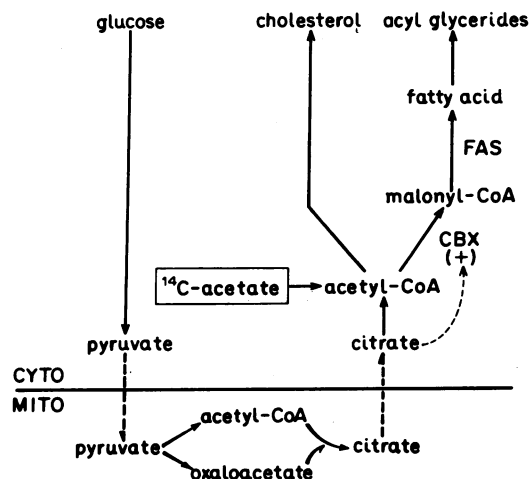 glucose cholesterol acyl glycerides
fatty acid
FAS
malonyl-CoA
CBX
(+)
¹⁴C-acetate acetyl-CoA
pyruvate citrate
CYTO
MITO
acetyl-CoA
pyruvate citrate
oxaloacetate